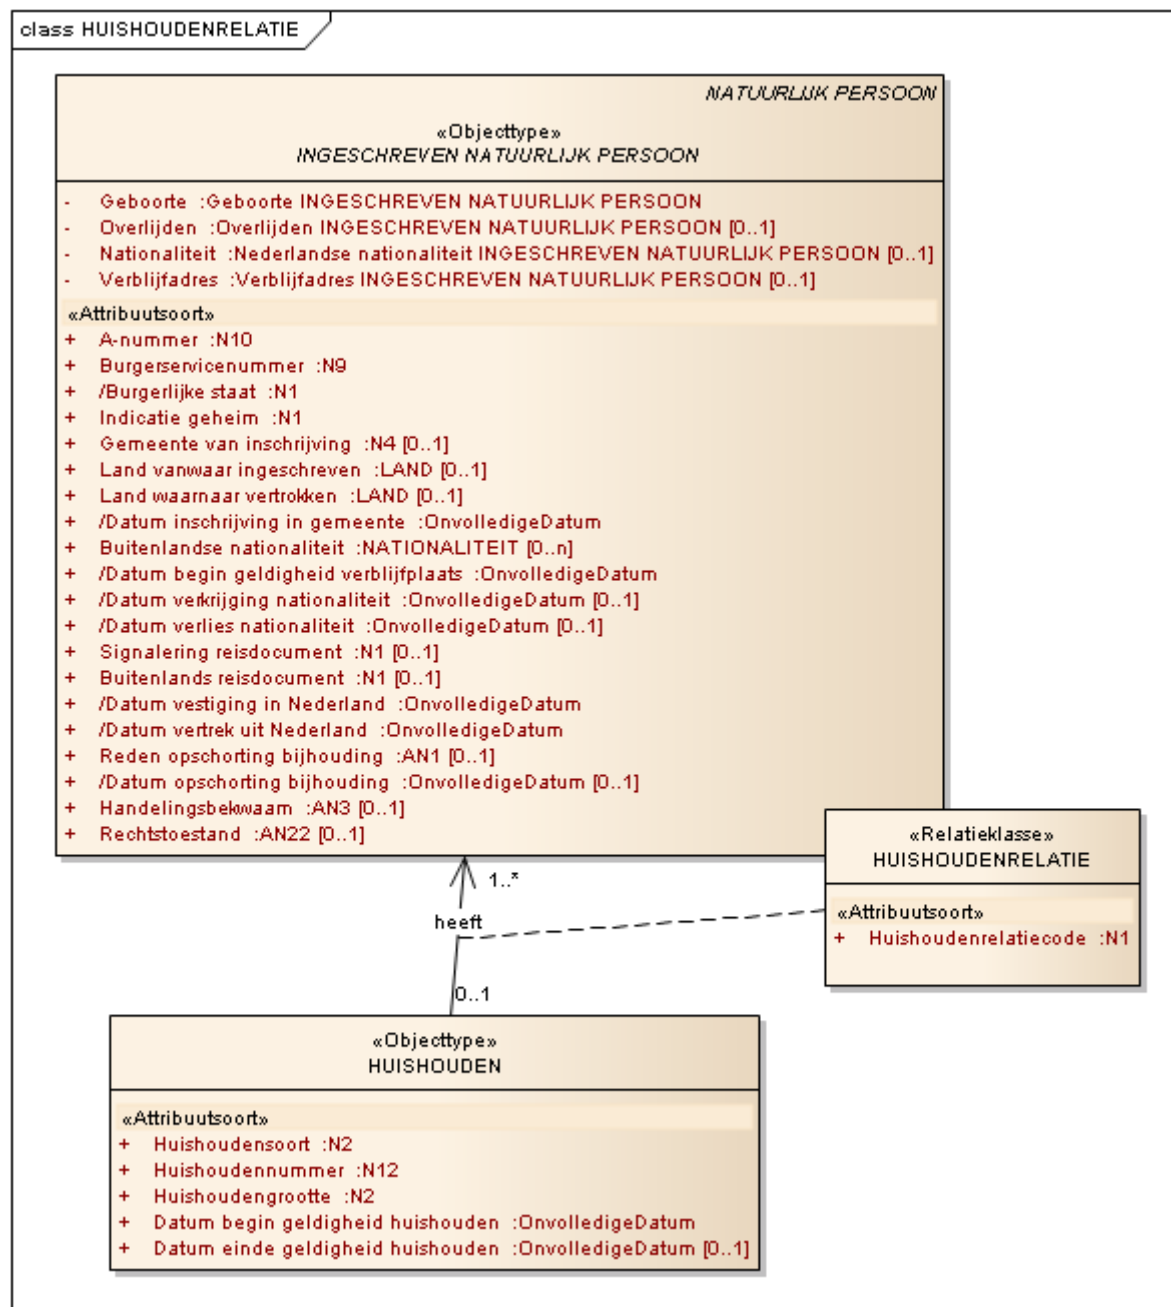 class HUISHOUDENRELATIE
NATUURLIJK PERSOON
«Objecttype»
INGESCHREVEN NATUURLIJK PERSOON
- Geboorte :Geboorte INGESCHREVEN NATUURLIJK PERSOON
- Overlijden :Overlijden INGESCHREVEN NATUURLIJK PERSOON [0..1]
- Nationaliteit :Nederlandse nationaliteit INGESCHREVEN NATUURLIJK PERSOON [0..1]
- Verblijfadres :Verblijfadres INGESCHREVEN NATUURLIJK PERSOON [0..1]
«Attribuutsoort»
+ A-nummer :N10
+ Burgerservicenummer :N9
+ /Burgerlijke staat :N1
+ Indicatie geheim :N1
+ Gemeente van inschrijving :N4 [0..1]
+ Land vanwaar ingeschreven :LAND [0..1]
+ Land waarnaar vertrokken :LAND [0..1]
+ /Datum inschrijving in gemeente :OnvolledigeDatum
+ Buitenlandse nationaliteit :NATIONALITEIT [0..n]
+ /Datum begin geldigheid verblijfplaats :OnvolledigeDatum
+ /Datum verkrijging nationaliteit :OnvolledigeDatum [0..1]
+ /Datum verlies nationaliteit :OnvolledigeDatum [0..1]
+ Signalering reisdocument :N1 [0..1]
+ Buitenlands reisdocument :N1 [0..1]
+ /Datum vestiging in Nederland :OnvolledigeDatum
+ /Datum vertrek uit Nederland :OnvolledigeDatum
+ Reden opschorting bijhouding :AN1 [0..1]
+ /Datum opschorting bijhouding :OnvolledigeDatum [0..1]
+ Handelingsbekwaam :AN3 [0..1]
+ Rechtstoestand :AN22 [0..1]
«Relatieklasse»
HUISHOUDENRELATIE
«Attribuutsoort»
+ Huishoudenrelatiecode :N1
1..*
heeft
0..1
«Objecttype»
HUISHOUDEN
«Attribuutsoort»
+ Huishoudensoort :N2
+ Huishoudennummer :N12
+ Huishoudengrootte :N2
+ Datum begin geldigheid huishouden :OnvolledigeDatum
+ Datum einde geldigheid huishouden :OnvolledigeDatum [0..1]